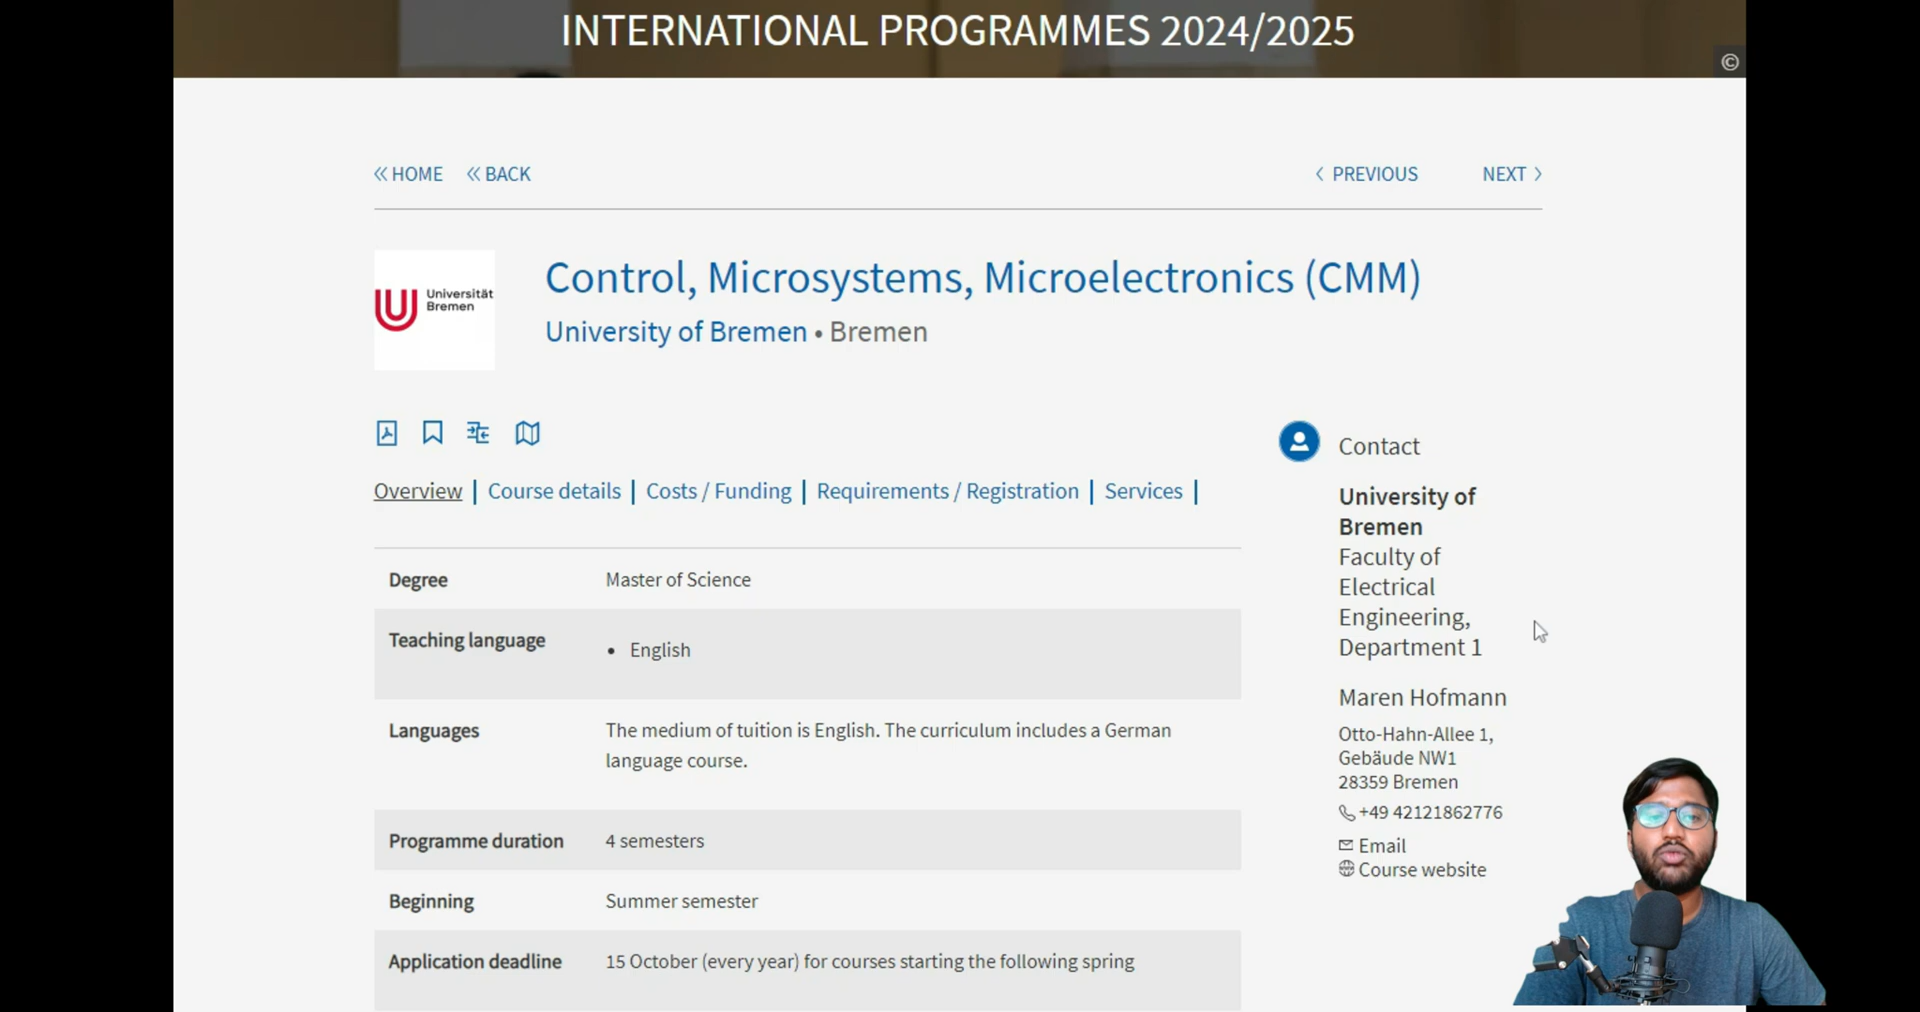 INTERNATIONAL PROGRAMMES 2024/2025
©
« HOME « BACK
‹ PREVIOUS NEXT ›
Universität
Bremen
Control, Microsystems, Microelectronics (CMM)
University of Bremen • Bremen
Overview | Course details | Costs / Funding | Requirements / Registration | Services |
Degree Master of Science
Teaching language • English
Languages The medium of tuition is English. The curriculum includes a German
language course.
Programme duration 4 semesters
Beginning Summer semester
Application deadline 15 October (every year) for courses starting the following spring
Contact
University of
Bremen
Faculty of
Electrical
Engineering,
Department 1
Maren Hofmann
Otto-Hahn-Allee 1,
Gebäude NW1
28359 Bremen
+49 42121862776
Email
Course website